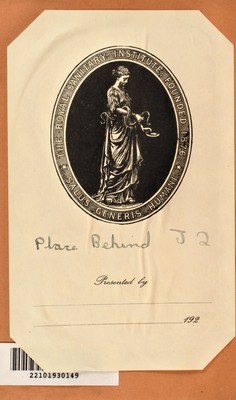 THE ROYAL SANITARY INSTITUTE FOUNDED 1876
SALUS GENERIS HUMANI
Place Behind J 2
Presented by
192
22101930149